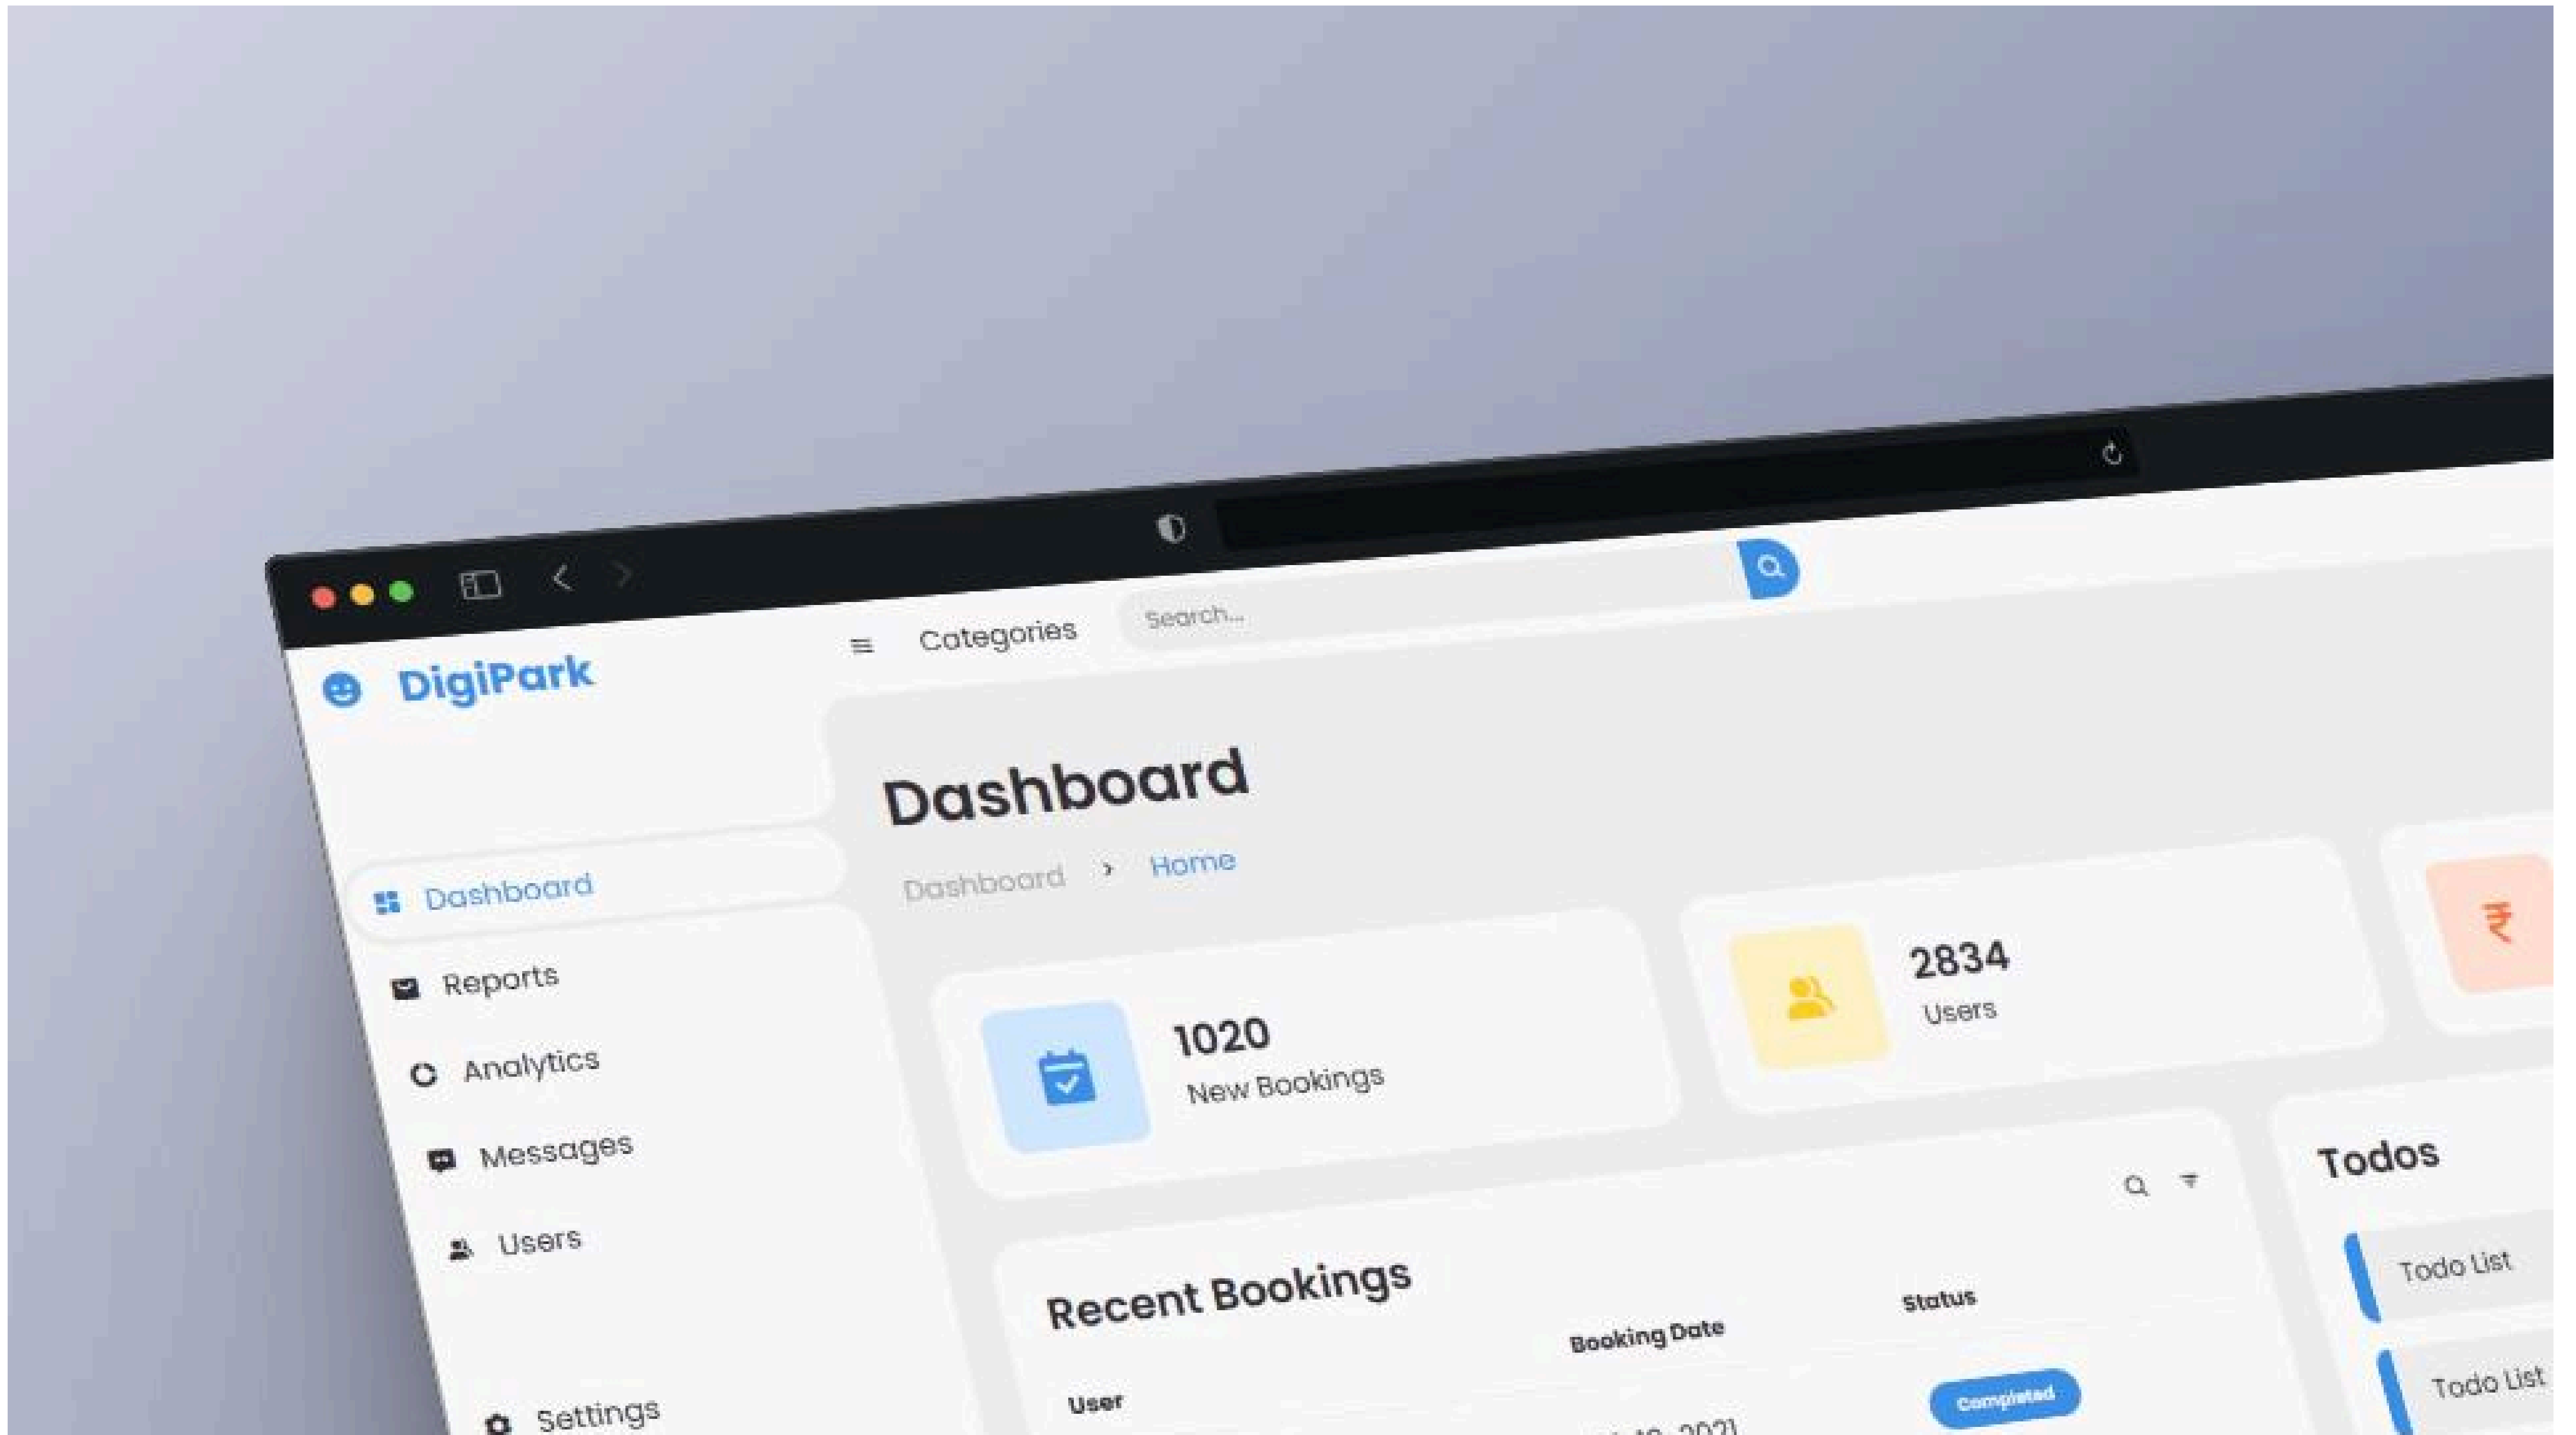 DigiPark
Categories
Search...
Dashboard
Dashboard > Home
Dashboard
Reports
Analytics
Messages
Users
Settings
1020
New Bookings
2834
Users
₹
Recent Bookings
User
Booking Date
Status
2021
Completed
Todos
Todo List
Todo List